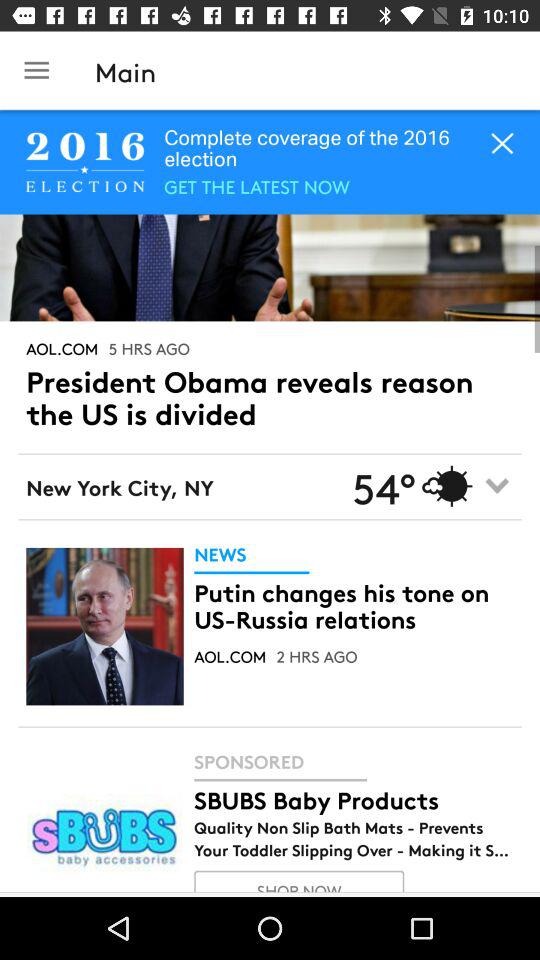 10:10
Main
2016
ELECTION
Complete coverage of the 2016
election
GET THE LATEST NOW
AOL.COM 5 HRS AGO
President Obama reveals reason
the US is divided
New York City, NY 54°
NEWS
Putin changes his tone on
US-Russia relations
AOL.COM 2 HRS AGO
SPONSORED
SBUBS Baby Products
Quality Non Slip Bath Mats - Prevents
Your Toddler Slipping Over - Making it S...
sBUBS
baby accessories
SHOP NOW